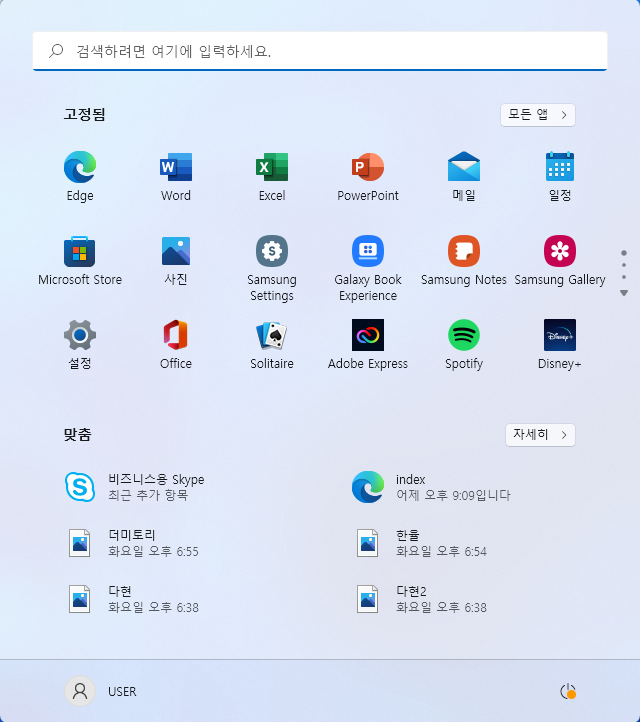 검색하려면 여기에 입력하세요.
고정됨
모든 앱
Edge
Word
Excel
PowerPoint
메일
일정
Microsoft Store
사진
Samsung
Settings
Galaxy Book
Experience
Samsung Notes
Samsung Gallery
설정
Office
Solitaire
Adobe Express
Spotify
Disney+
맞춤
자세히
비즈니스용 Skype
최근 추가 항목
index
어제 오후 9:09입니다
더미토리
화요일 오후 6:55
한율
화요일 오후 6:54
다현
화요일 오후 6:38
다현2
화요일 오후 6:38
USER